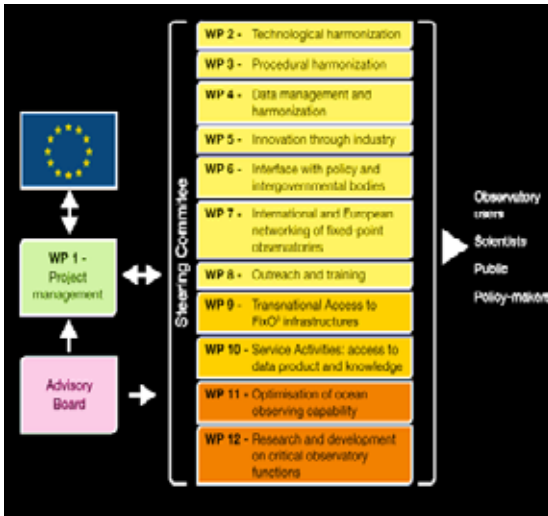 WP 1 -
Project
management
Advisory
Board
Steering Commitee
WP 2 - Technological harmonization
WP 3 - Procedural harmonization
WP 4 - Data management and
harmonization
WP 5 - Innovation through industry
WP 6 - Interface with policy and
intergovernmental bodies
WP 7 - International and European
networking of fixed-point
observatories
WP 8 - Outreach and training
WP 9 - Transnational Access to
FixO³ infrastructures
WP 10 - Service Activities: access to
data product and knowledge
WP 11 - Optimisation of ocean
observing capability
WP 12 - Research and development
on critical observatory
functions
Observatory
users
Scientists
Public
Policy-makers